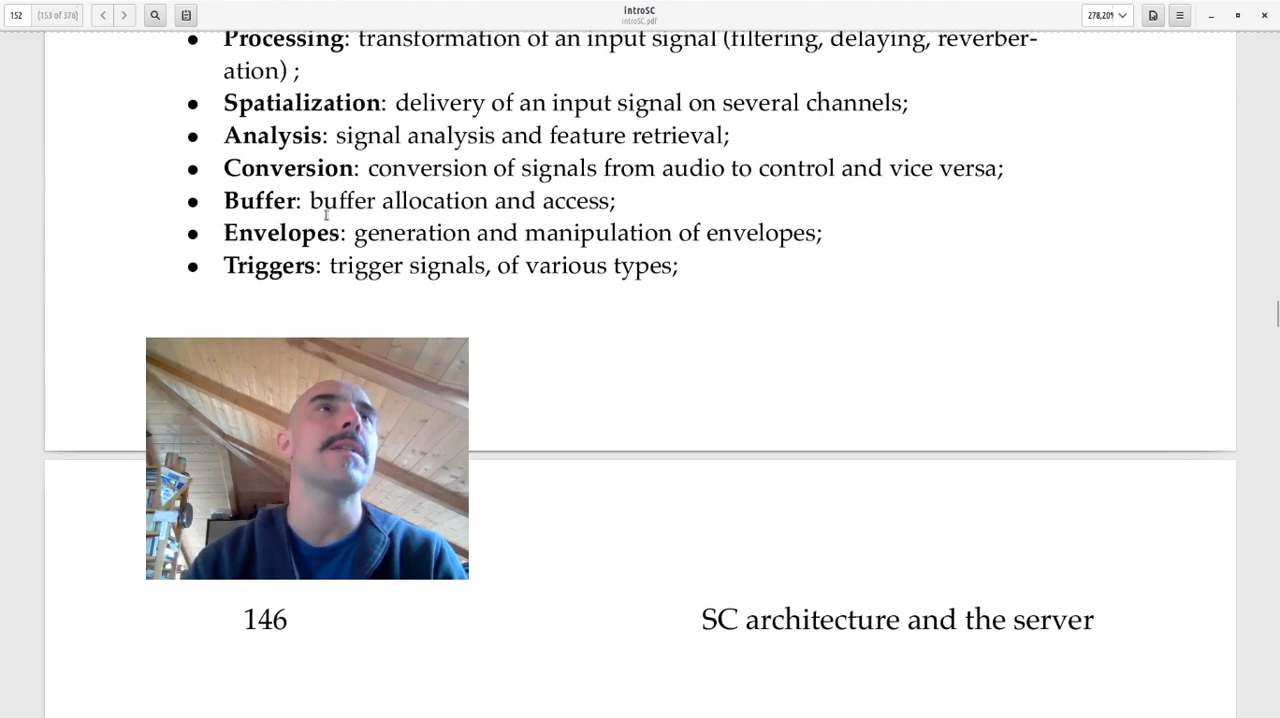 152
(153 of 376)
introSC
introSC.pdf
278,20%
Processing: transformation of an input signal (filtering, delaying, reverber-
ation) ;
• Spatialization: delivery of an input signal on several channels;
• Analysis: signal analysis and feature retrieval;
• Conversion: conversion of signals from audio to control and vice versa;
• Buffer: buffer allocation and access;
• Envelopes: generation and manipulation of envelopes;
• Triggers: trigger signals, of various types;
146
SC architecture and the server